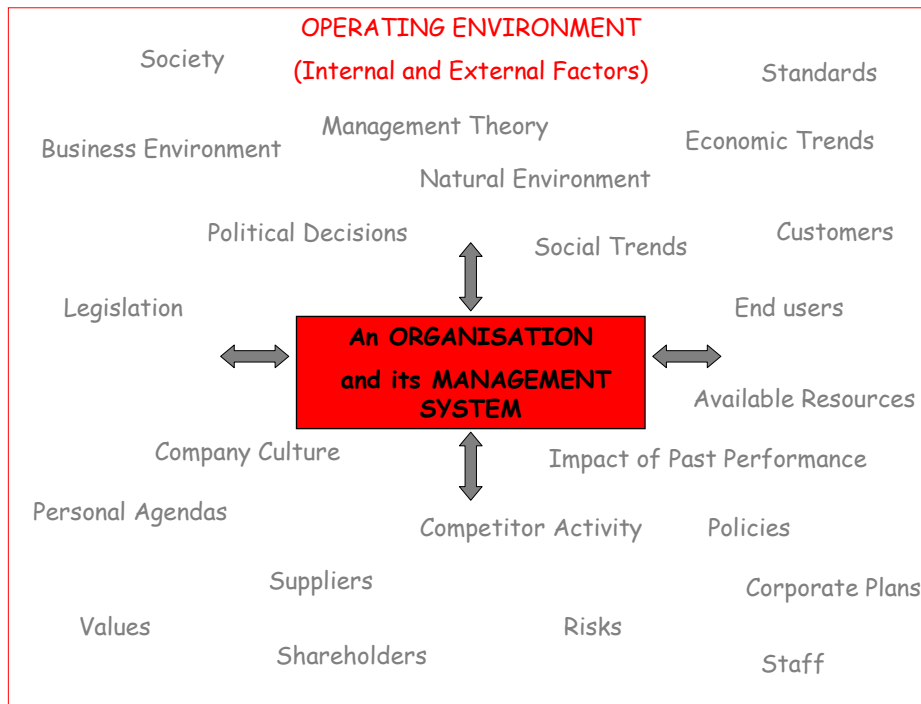 OPERATING ENVIRONMENT
(Internal and External Factors)
Society
Standards
Management Theory
Economic Trends
Business Environment
Natural Environment
Political Decisions
Social Trends
Customers
Legislation
End users
An ORGANISATION
and its MANAGEMENT
SYSTEM
Available Resources
Company Culture
Impact of Past Performance
Personal Agendas
Competitor Activity
Policies
Suppliers
Corporate Plans
Values
Risks
Shareholders
Staff